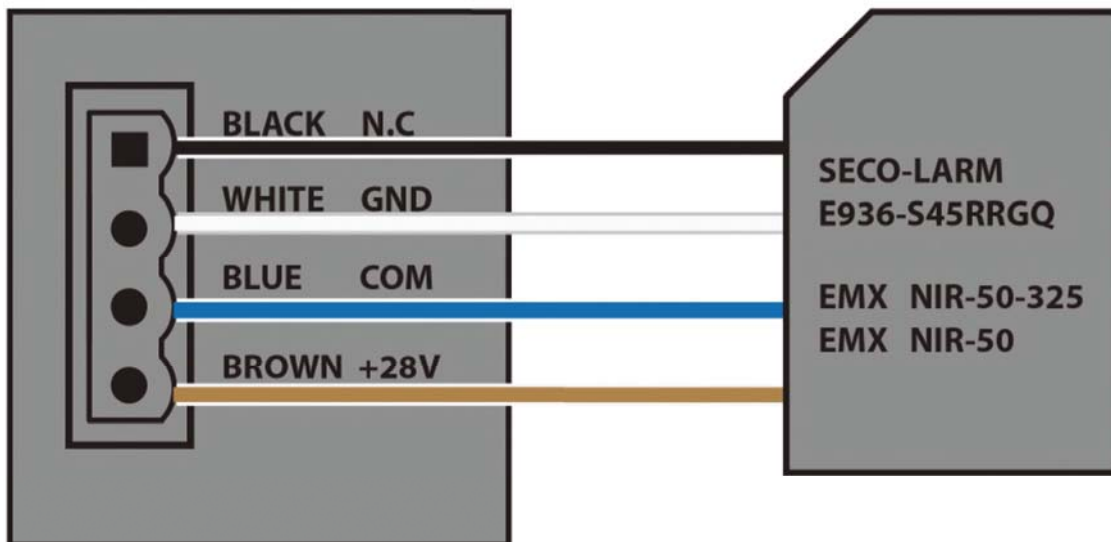 BLACK N.C
WHITE GND
BLUE COM
BROWN +28V
SECO-LARM
E936-S45RRGQ
EMX NIR-50-325
EMX NIR-50